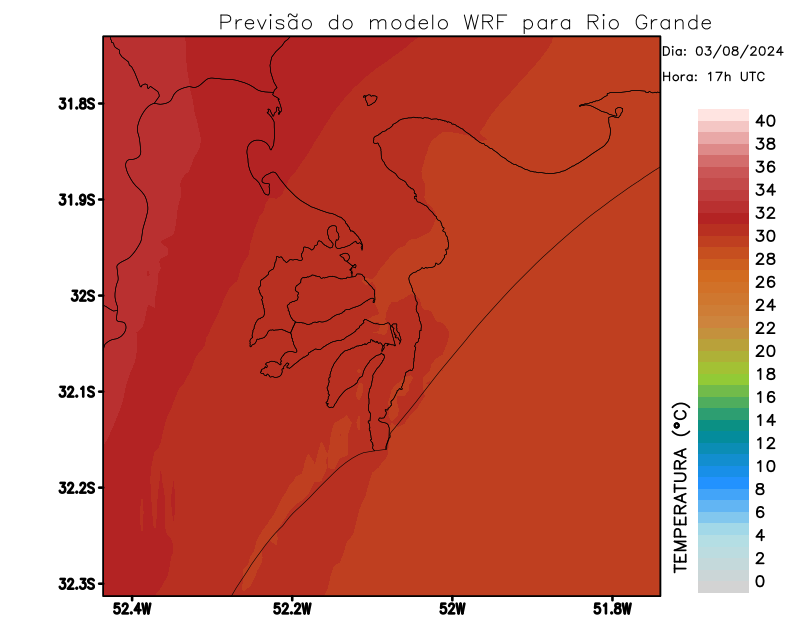 Previsão do modelo WRF para Rio Grande
Dia: 03/08/2024
Hora: 17h UTC
31.8S
31.9S
32S
32.1S
32.2S
32.3S
52.4W
52.2W
52W
51.8W
TEMPERATURA (°C)
40
38
36
34
32
30
28
26
24
22
20
18
16
14
12
10
8
6
4
2
0